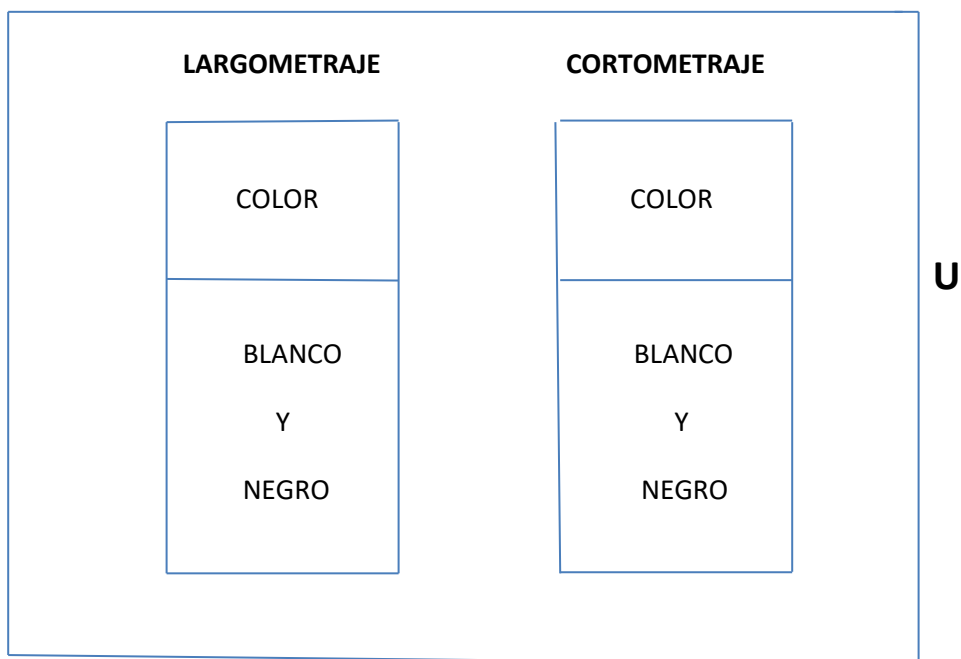 LARGOMETRAJE
CORTOMETRAJE
COLOR
COLOR
U
BLANCO
Y
NEGRO
BLANCO
Y
NEGRO